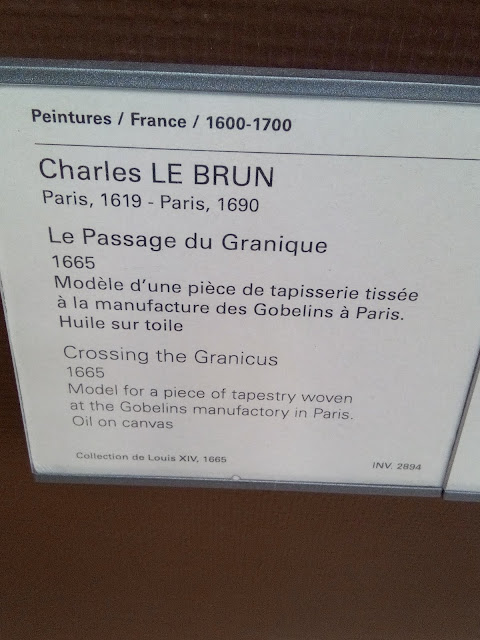 Peintures / France / 1600-1700
Charles LE BRUN
Paris, 1619 - Paris, 1690
Le Passage du Granique
1665
Modèle d'une pièce de tapisserie tissée
à la manufacture des Gobelins à Paris.
Huile sur toile
Crossing the Granicus
1665
Model for a piece of tapestry woven
at the Gobelins manufactory in Paris.
Oil on canvas
Collection de Louis XIV, 1665
INV. 2894